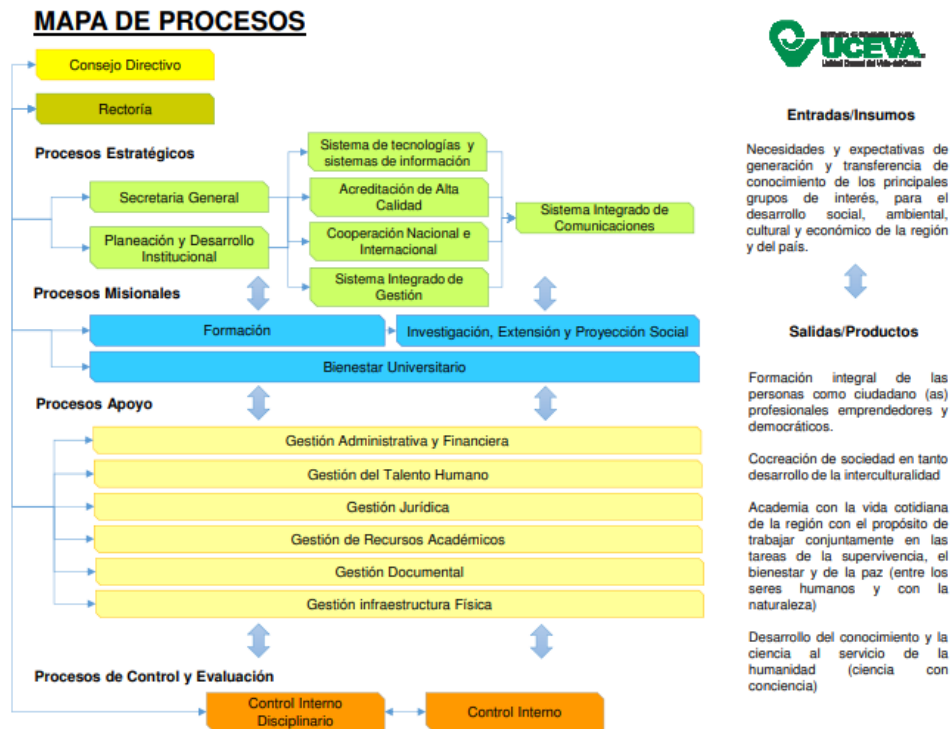 MAPA DE PROCESOS
Consejo Directivo
Rectoría
Procesos Estratégicos
Secretaria General
Planeación y Desarrollo
Institucional
Sistema de tecnologías y
sistemas de información
Acreditación de Alta
Calidad
Cooperación Nacional e
Internacional
Sistema Integrado de
Gestión
Sistema Integrado de
Comunicaciones
Procesos Misionales
Formación
Investigación, Extensión y Proyección Social
Bienestar Universitario
Procesos Apoyo
Gestión Administrativa y Financiera
Gestión del Talento Humano
Gestión Jurídica
Gestión de Recursos Académicos
Gestión Documental
Gestión infraestructura Física
Procesos de Control y Evaluación
Control Interno
Disciplinario
Control Interno
UCEVA
Entradas/Insumos
Necesidades y expectativas de
generación y transferencia de
conocimiento de los principales
grupos de interés, para el
desarrollo social, ambiental,
cultural y económico de la región
y del país.
Salidas/Productos
Formación integral de las
personas como ciudadano (as)
profesionales emprendedores y
democráticos.
Cocreación de sociedad en tanto
desarrollo de la interculturalidad
Academia con la vida cotidiana
de la región con el propósito de
trabajar conjuntamente en las
tareas de la supervivencia, el
bienestar y de la paz (entre los
seres humanos y con la
naturaleza)
Desarrollo del conocimiento y la
ciencia al servicio de la
humanidad (ciencia con
conciencia)